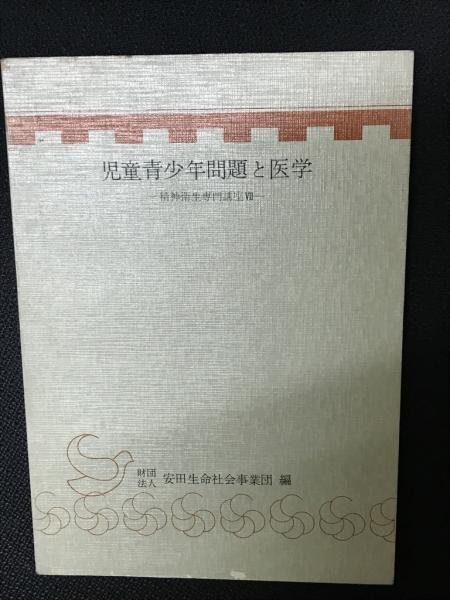 児童青少年問題と医学
—精神衛生専門講座Ⅶ—
財団法人 安田生命社会事業団 編